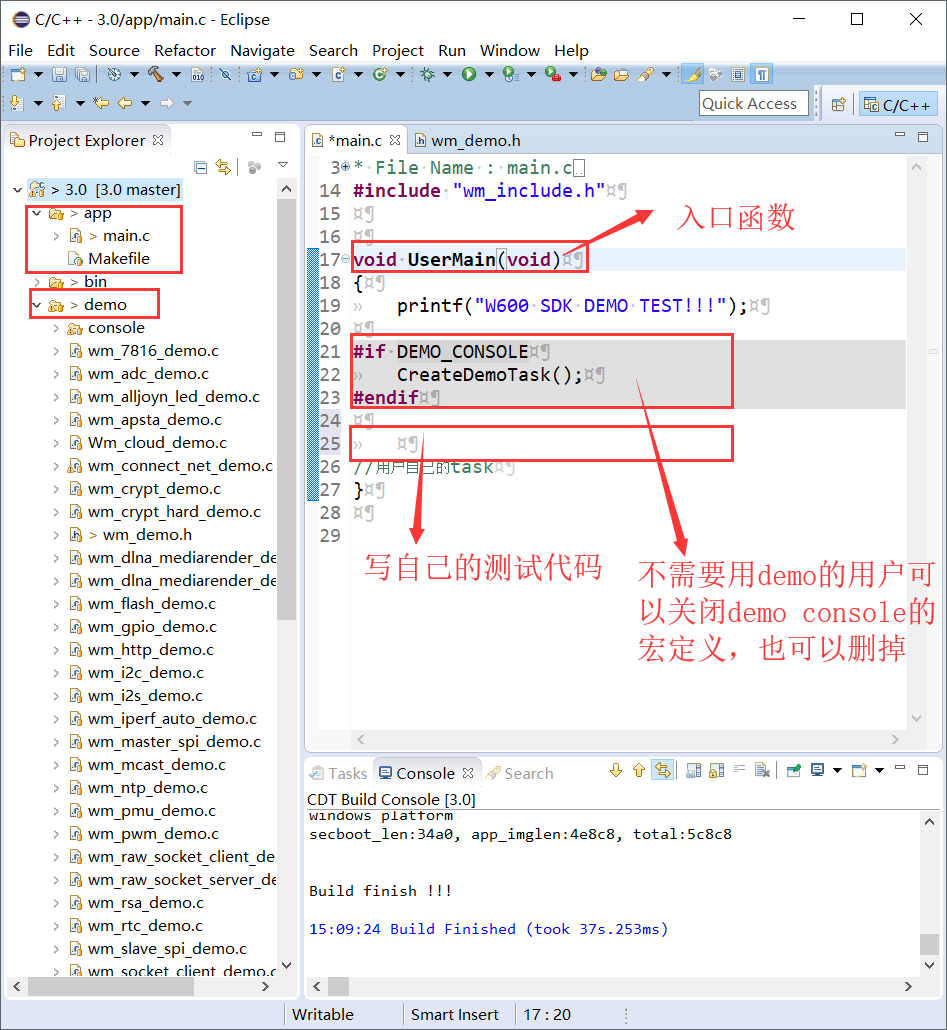 C/C++ - 3.0/app/main.c - Eclipse
File Edit Source Refactor Navigate Search Project Run Window Help
Quick Access
C/C++
Project Explorer
> 3.0 [3.0 master]
> app
> main.c
Makefile
> bin
> demo
console
wm_7816_demo.c
wm_adc_demo.c
wm_alljoyn_led_demo.c
wm_apsta_demo.c
Wm_cloud_demo.c
wm_connect_net_demo.c
wm_crypt_demo.c
wm_crypt_hard_demo.c
> wm_demo.h
wm_dlna_mediarender_de
wm_dlna_mediarender_de
wm_flash_demo.c
wm_gpio_demo.c
wm_http_demo.c
wm_i2c_demo.c
wm_i2s_demo.c
wm_iperf_auto_demo.c
wm_master_spi_demo.c
wm_mcast_demo.c
wm_ntp_demo.c
wm_pmu_demo.c
wm_pwm_demo.c
wm_raw_socket_client_de
wm_raw_socket_server_de
wm_rsa_demo.c
wm_rtc_demo.c
wm_slave_spi_demo.c
wm_socket_client_demo.c
*main.c
wm_demo.h
3 * File Name : main.c
14 #include "wm_include.h"¤¶
15 ¤¶
16 ¤¶
17 void UserMain(void)¤¶
18 {¤¶
19 » printf("W600 SDK DEMO TEST!!!");¤¶
20 ¤¶
21 #if DEMO_CONSOLE¤¶
22 » CreateDemoTask();¤¶
23 #endif¤¶
24 ¤¶
25 » ¤¶
26 //用户自己的task¤¶
27 }¤¶
28 ¤¶
29
入口函数
写自己的测试代码
不需要用demo的用户可
以关闭demo console的
宏定义，也可以删掉
Tasks
Console
Search
CDT Build Console [3.0]
windows platform
secboot_len:34a0, app_imglen:4e8c8, total:5c8c8
Build finish !!!
15:09:24 Build Finished (took 37s.253ms)
Writable
Smart Insert
17 : 20